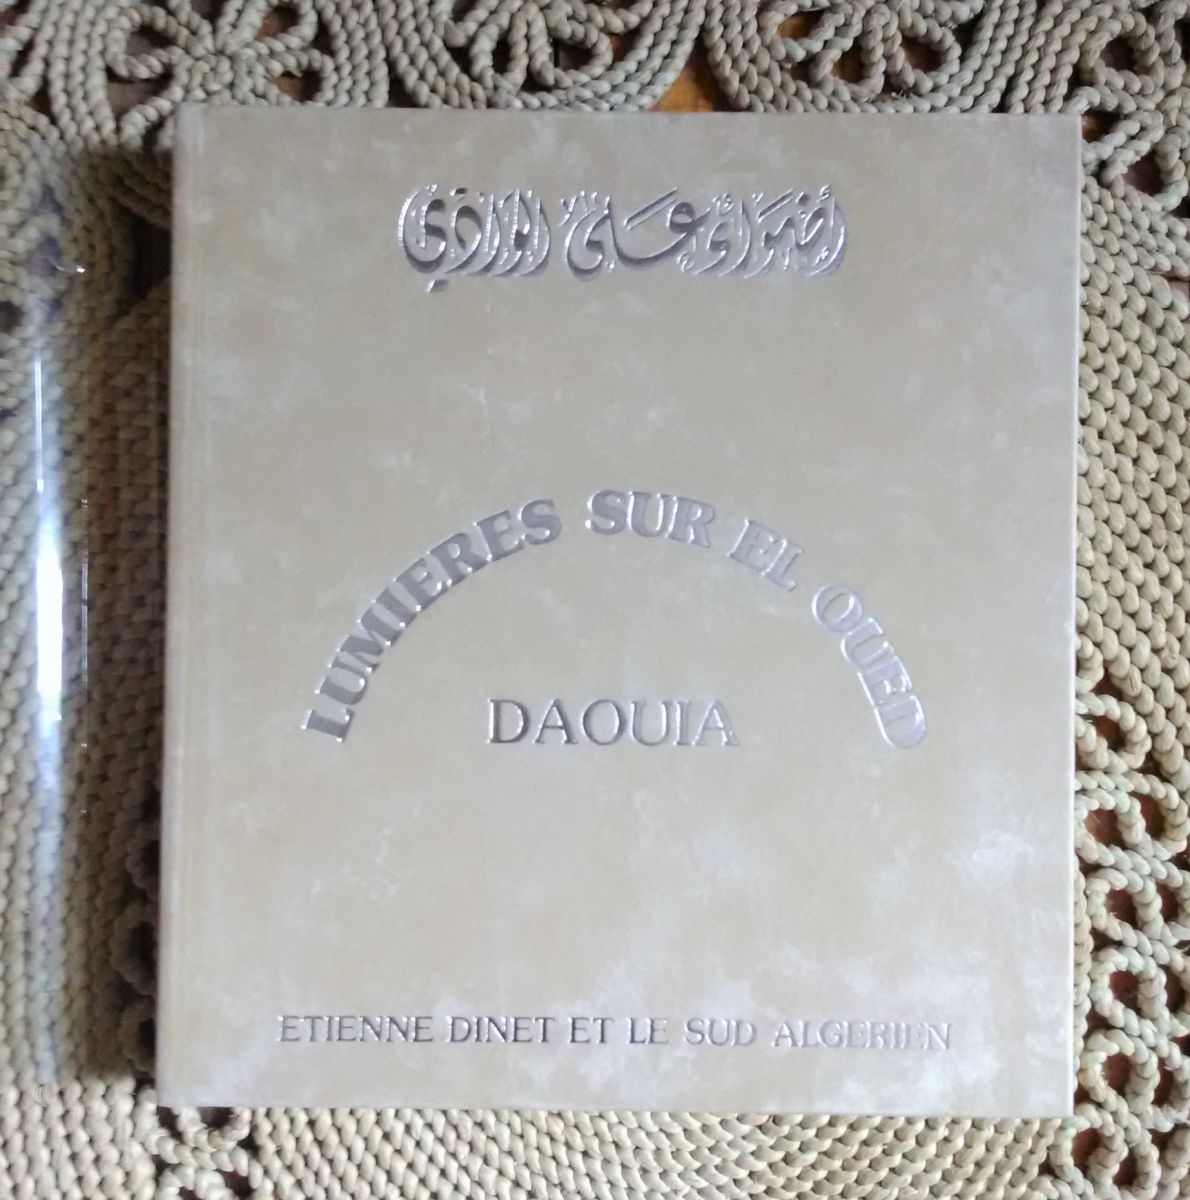 أضواء على الوادي
LUMIERES SUR EL OUED
DAOUIA
ETIENNE DINET ET LE SUD ALGERIEN